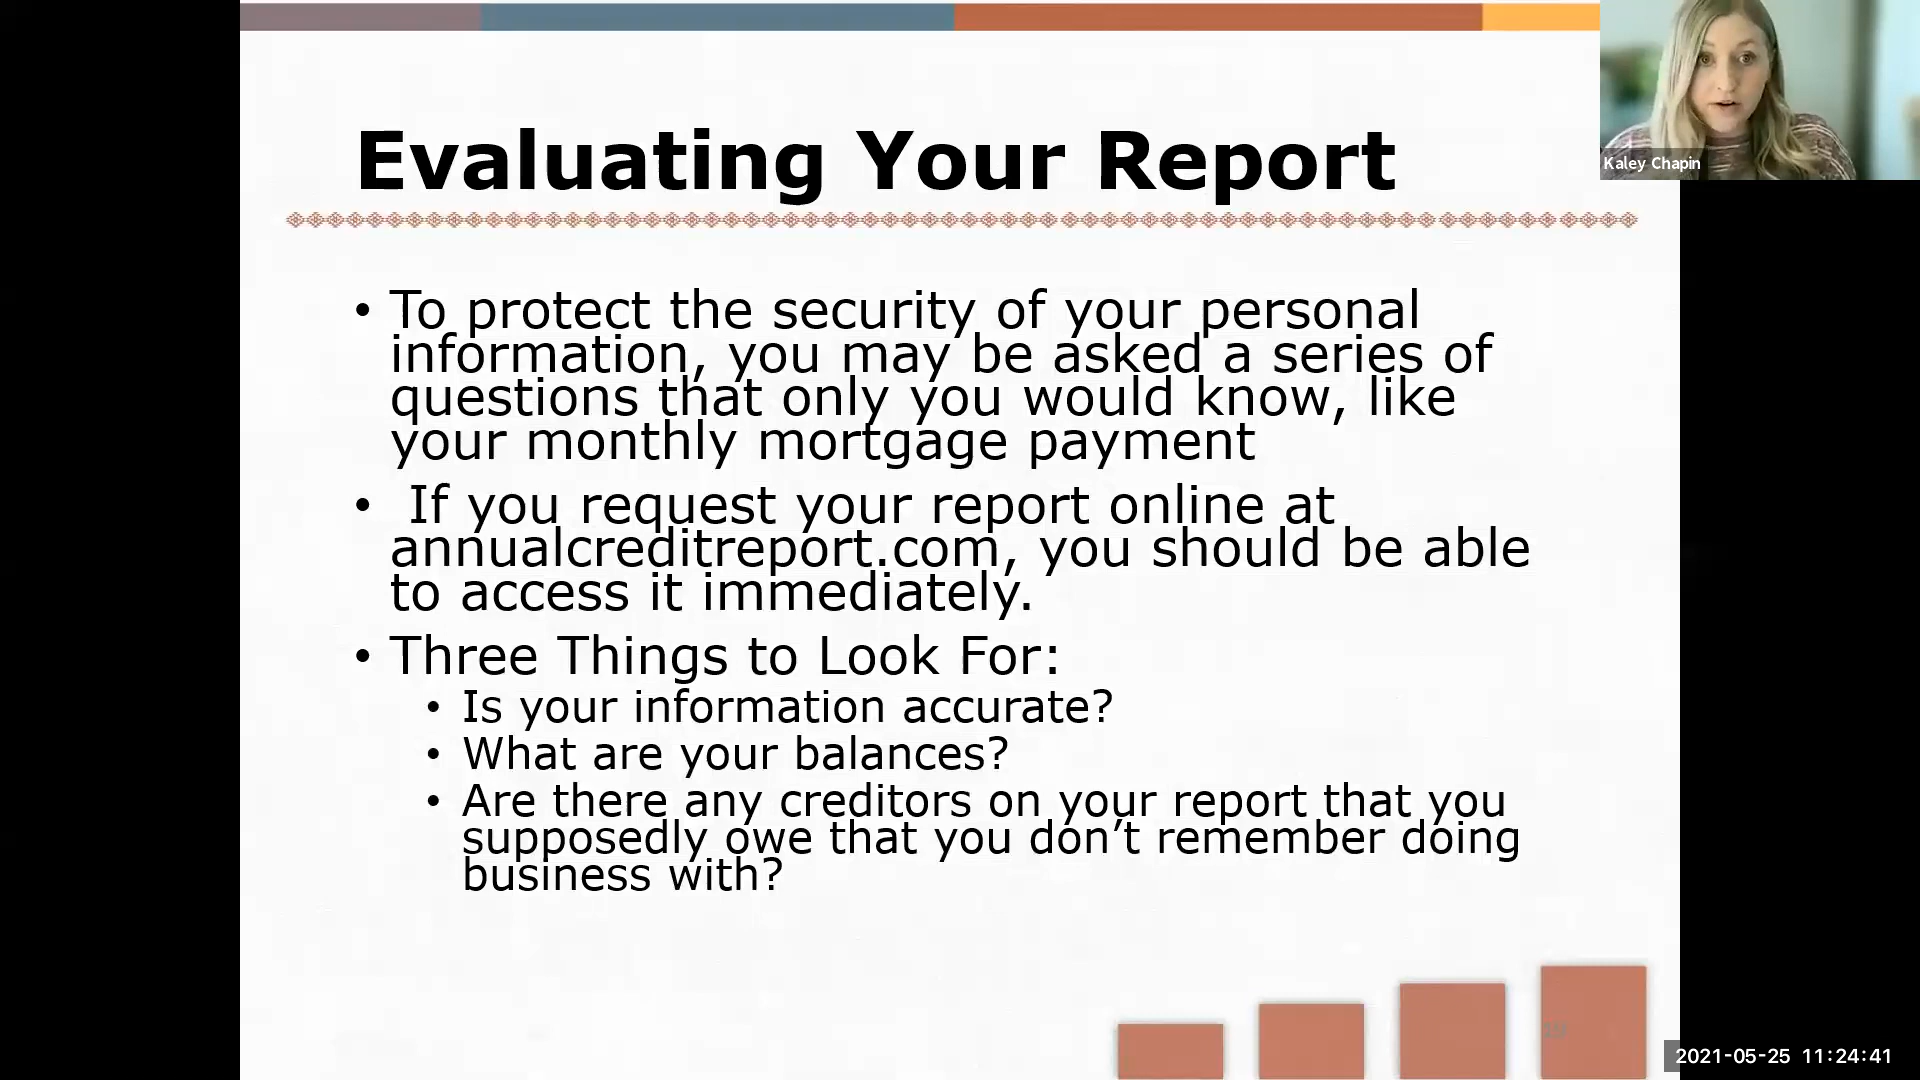 Evaluating Your Report
Kaley Chapin
• To protect the security of your personal
information, you may be asked a series of
questions that only you would know, like
your monthly mortgage payment
• If you request your report online at
annualcreditreport.com, you should be able
to access it immediately.
• Three Things to Look For:
• Is your information accurate?
• What are your balances?
• Are there any creditors on your report that you
supposedly owe that you don’t remember doing
business with?
2021-05-25 11:24:41